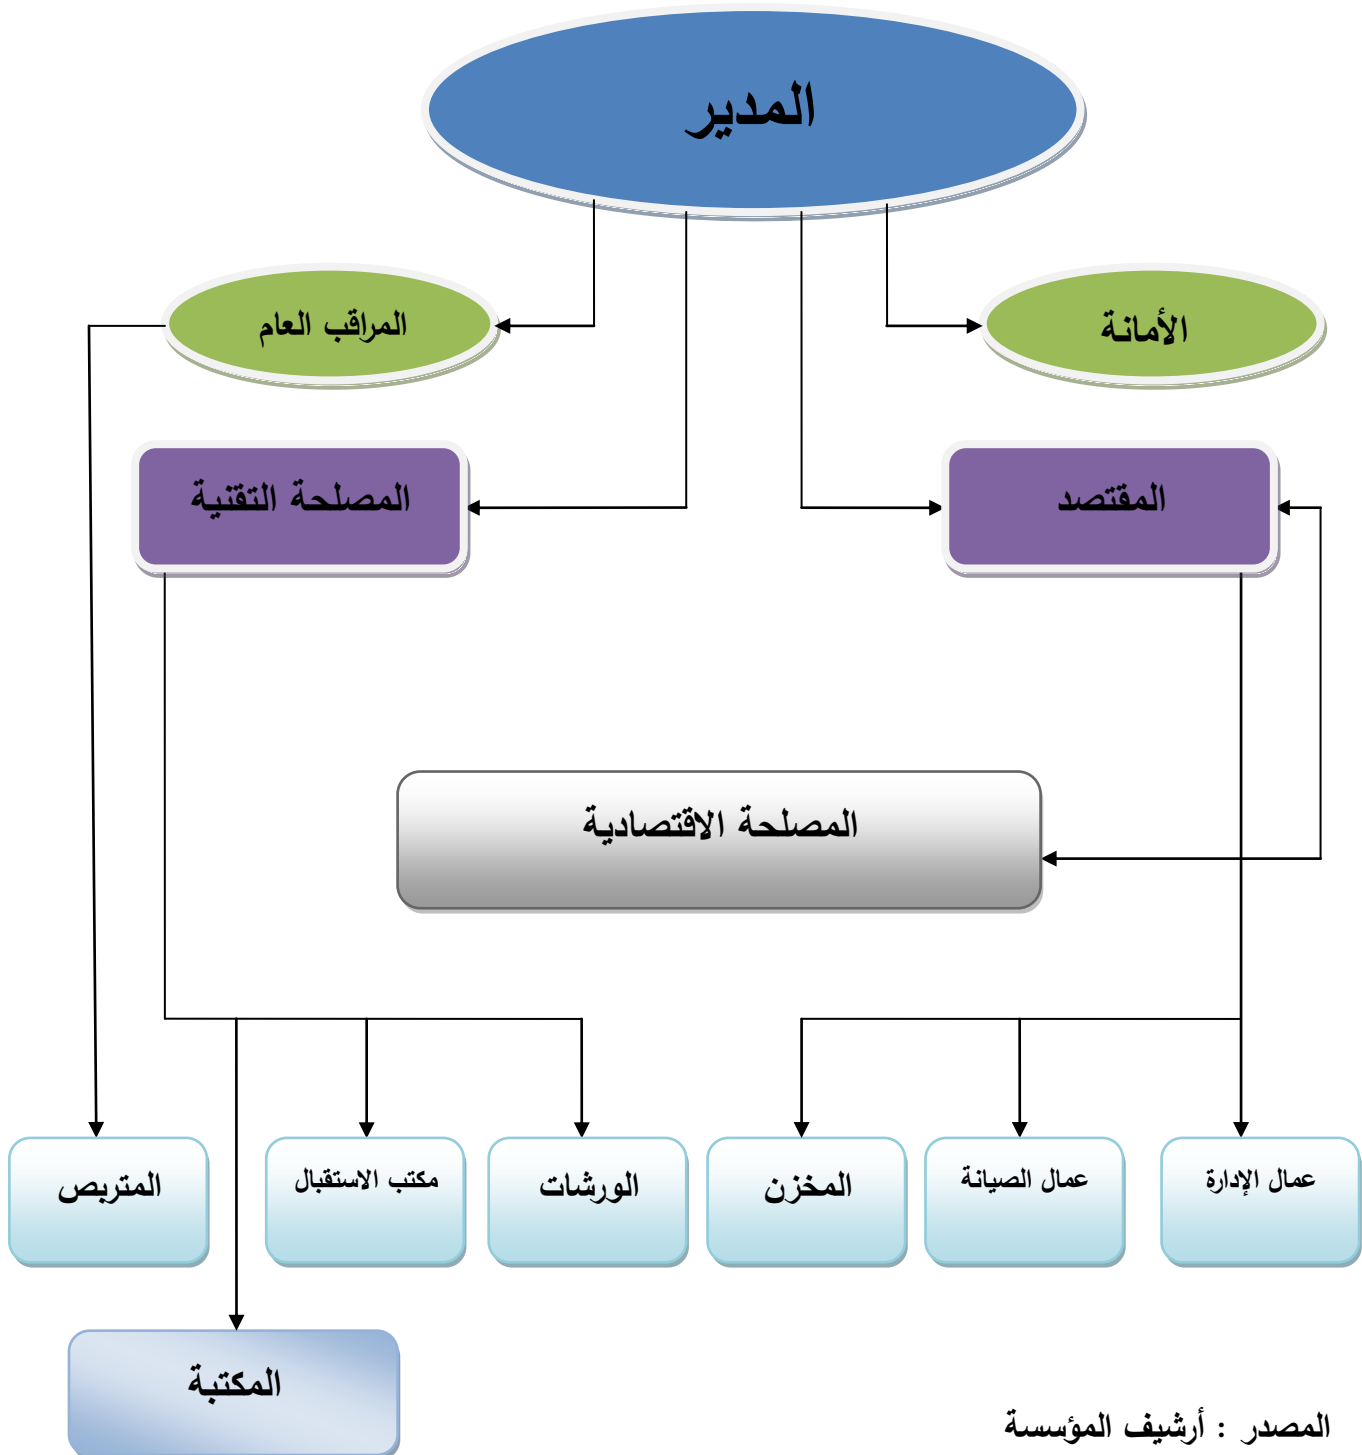 المدير
الأمانة
المراقب العام
المقتصد
المصلحة التقنية
المصلحة الاقتصادية
عمال الإدارة
عمال الصيانة
المخزن
الورشات
مكتب الاستقبال
المتربص
المكتبة
المصدر : أرشيف المؤسسة